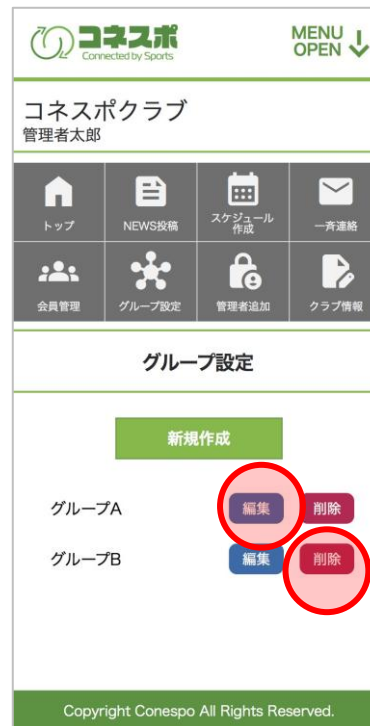 コネスポ
Connected by Sports
MENU
OPEN
コネスポクラブ
管理者太郎
トップ
NEWS投稿
スケジュール
作成
一斉連絡
会員管理
グループ設定
管理者追加
クラブ情報
グループ設定
新規作成
グループA 編集 削除
グループB 編集 削除
Copyright Conespo All Rights Reserved.